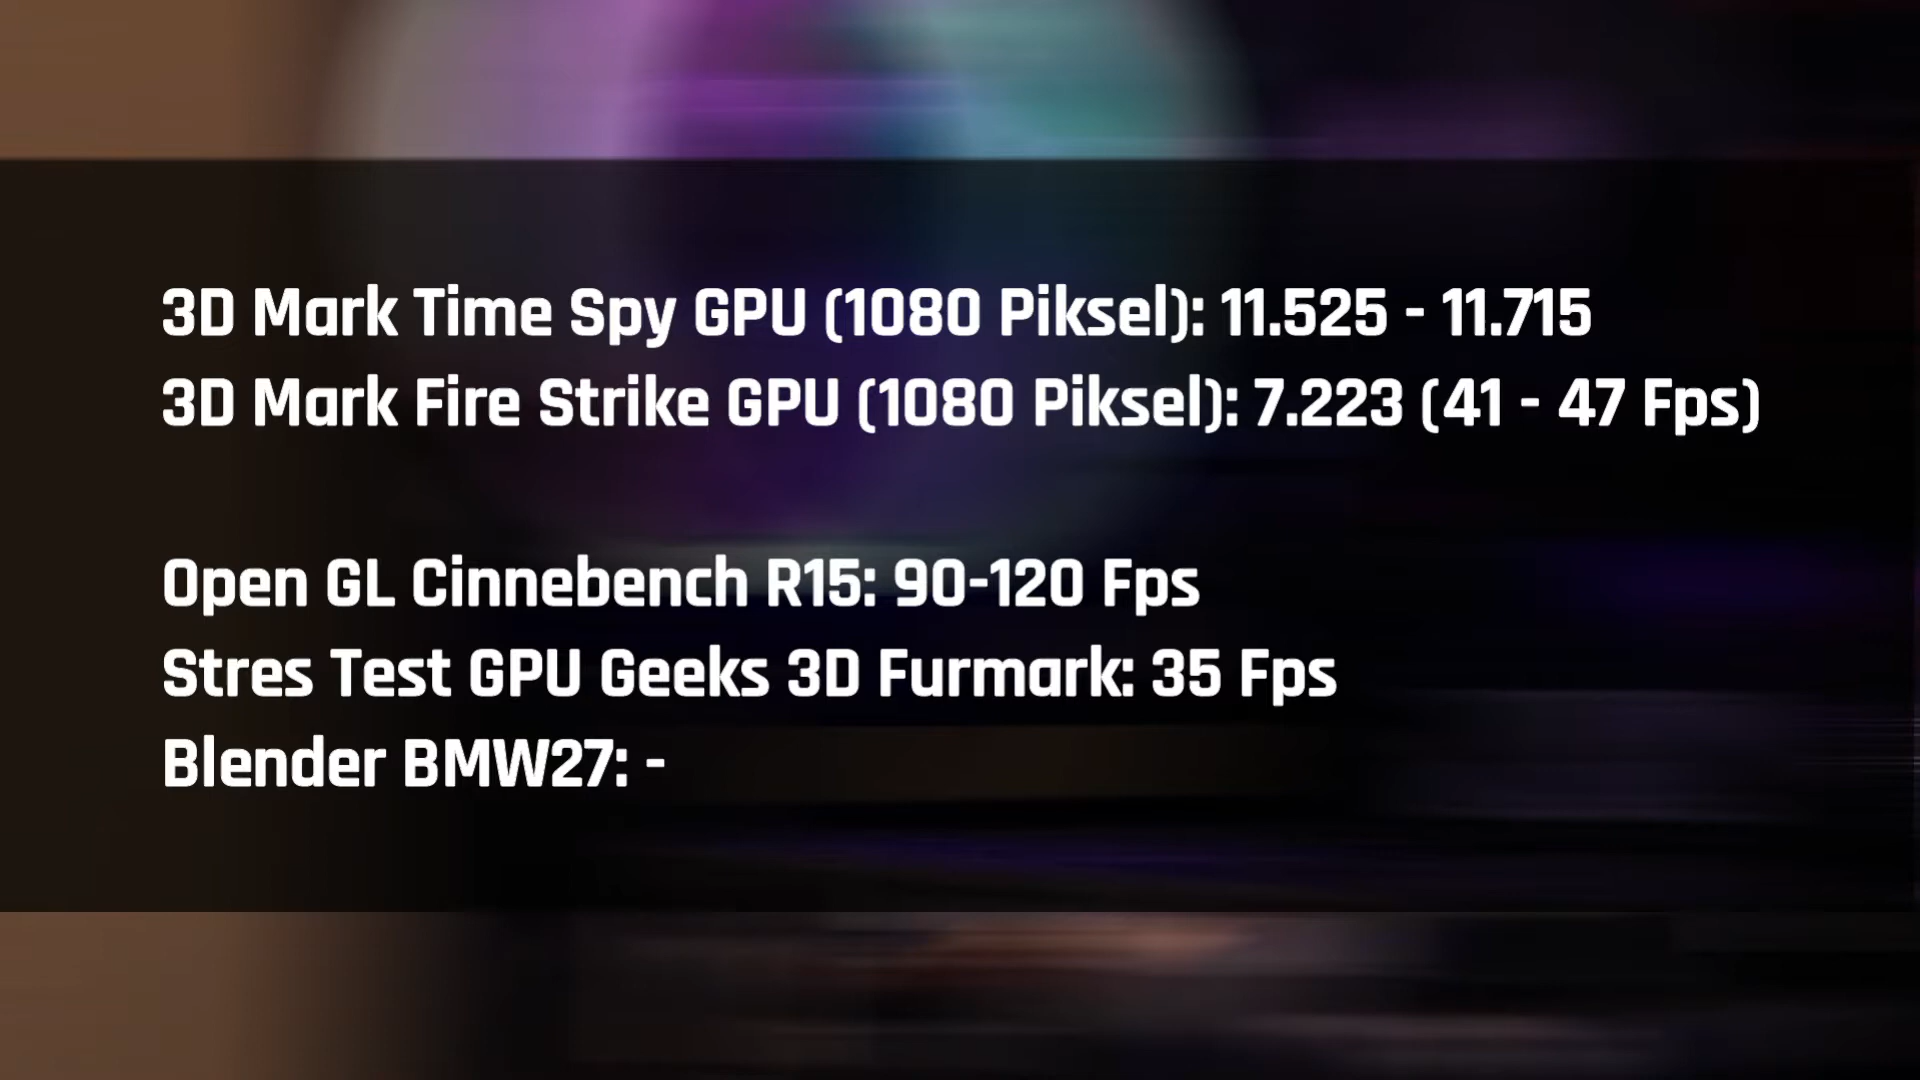 3D Mark Time Spy GPU (1080 Piksel): 11.525 - 11.715
3D Mark Fire Strike GPU (1080 Piksel): 7.223 (41 - 47 Fps)
Open GL Cinnebench R15: 90-120 Fps
Stres Test GPU Geeks 3D Furmark: 35 Fps
Blender BMW27: -